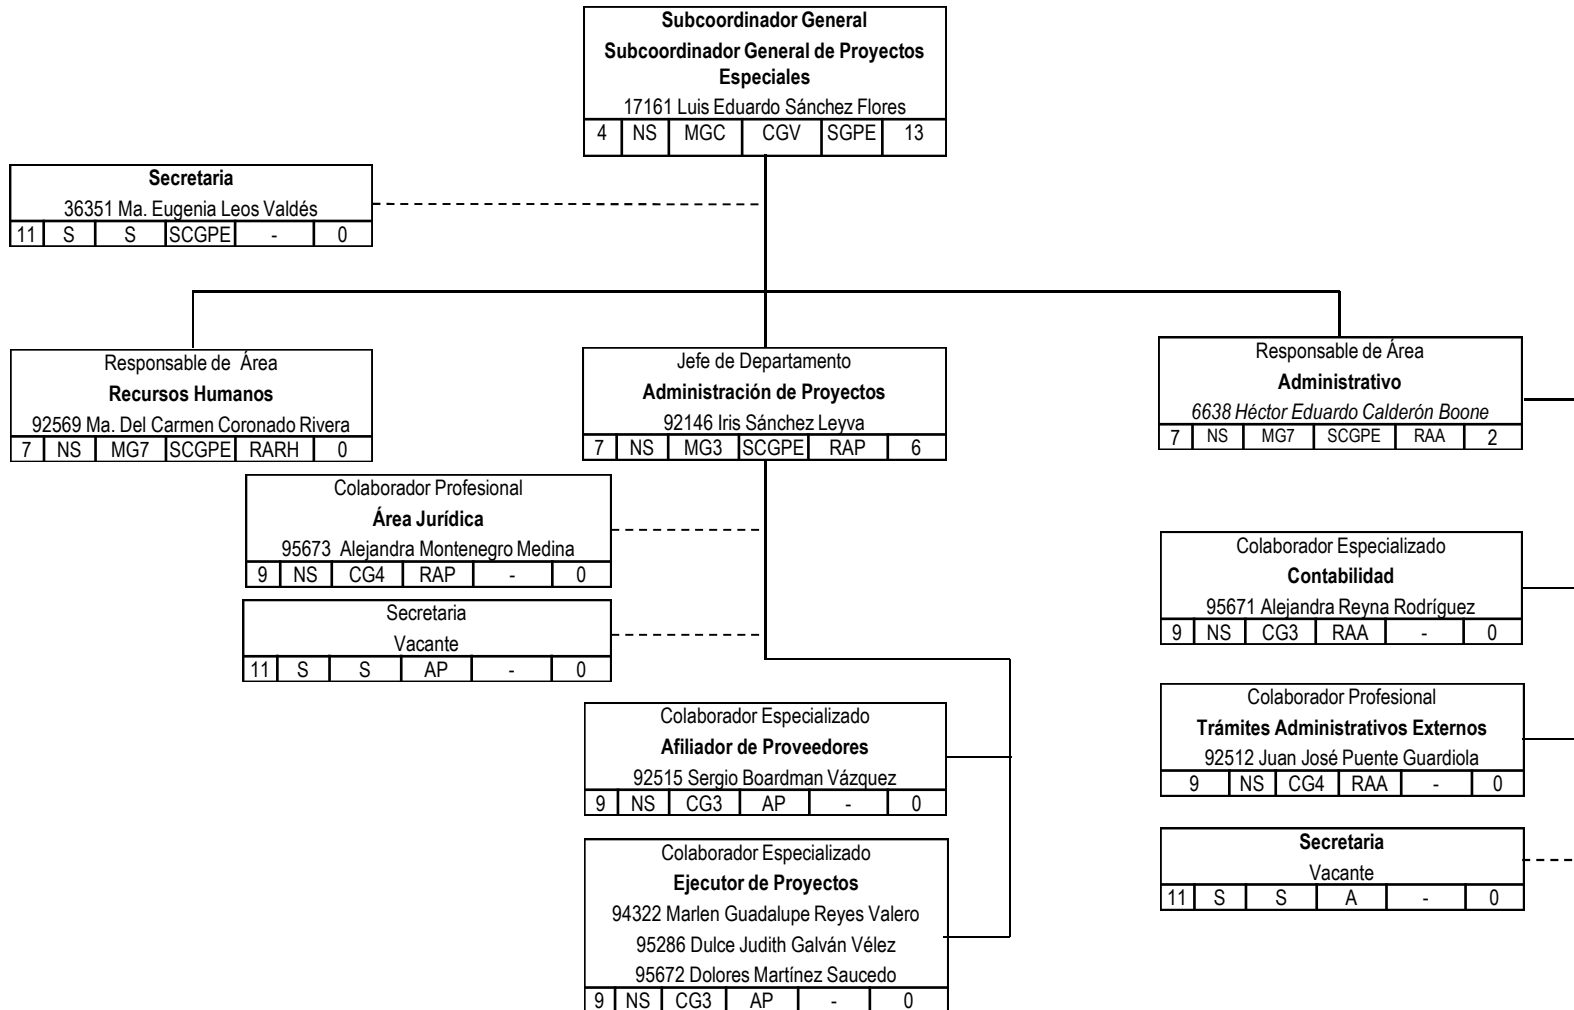 Subcoordinador General
Subcoordinador General de Proyectos
Especiales
17161 Luis Eduardo Sánchez Flores
4 NS MGC CGV SGPE 13
Secretaria
36351 Ma. Eugenia Leos Valdés
11 S S SCGPE - 0
Responsable de Área
Recursos Humanos
92569 Ma. Del Carmen Coronado Rivera
7 NS MG7 SCGPE RARH 0
Jefe de Departamento
Administración de Proyectos
92146 Iris Sánchez Leyva
7 NS MG3 SCGPE RAP 6
Responsable de Área
Administrativo
6638 Héctor Eduardo Calderón Boone
7 NS MG7 SCGPE RAA 2
Colaborador Profesional
Área Jurídica
95673 Alejandra Montenegro Medina
9 NS CG4 RAP - 0
Secretaria
Vacante
11 S S AP - 0
Colaborador Especializado
Afiliador de Proveedores
92515 Sergio Boardman Vázquez
9 NS CG3 AP - 0
Colaborador Especializado
Ejecutor de Proyectos
94322 Marlen Guadalupe Reyes Valero
95286 Dulce Judith Galván Vélez
95672 Dolores Martínez Saucedo
9 NS CG3 AP - 0
Colaborador Especializado
Contabilidad
95671 Alejandra Reyna Rodríguez
9 NS CG3 RAA - 0
Colaborador Profesional
Trámites Administrativos Externos
92512 Juan José Puente Guardiola
9 NS CG4 RAA - 0
Secretaria
Vacante
11 S S A - 0